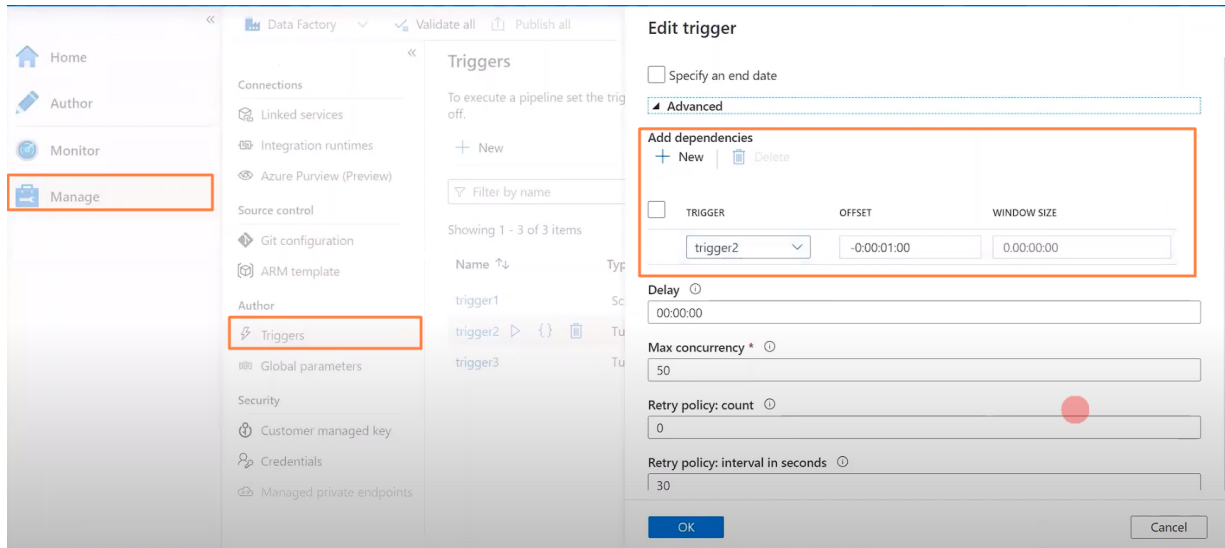 «
Home
Author
Monitor
Manage
Data Factory
Validate all
Publish all
«
Connections
Linked services
Integration runtimes
Azure Purview (Preview)
Source control
Git configuration
ARM template
Author
Triggers
Global parameters
Security
Customer managed key
Credentials
Managed private endpoints
Triggers
To execute a pipeline set the trig
off.
+ New
Filter by name
Showing 1 - 3 of 3 items
Name ↑↓ Typ
trigger1 Sc
trigger2 {} Tu
trigger3 Tu
Edit trigger
Specify an end date
Advanced
Add dependencies
+ New Delete
TRIGGER OFFSET WINDOW SIZE
trigger2 -0:00:01:00 0.00:00:00
Delay
00:00:00
Max concurrency *
50
Retry policy: count
0
Retry policy: interval in seconds
30
OK Cancel